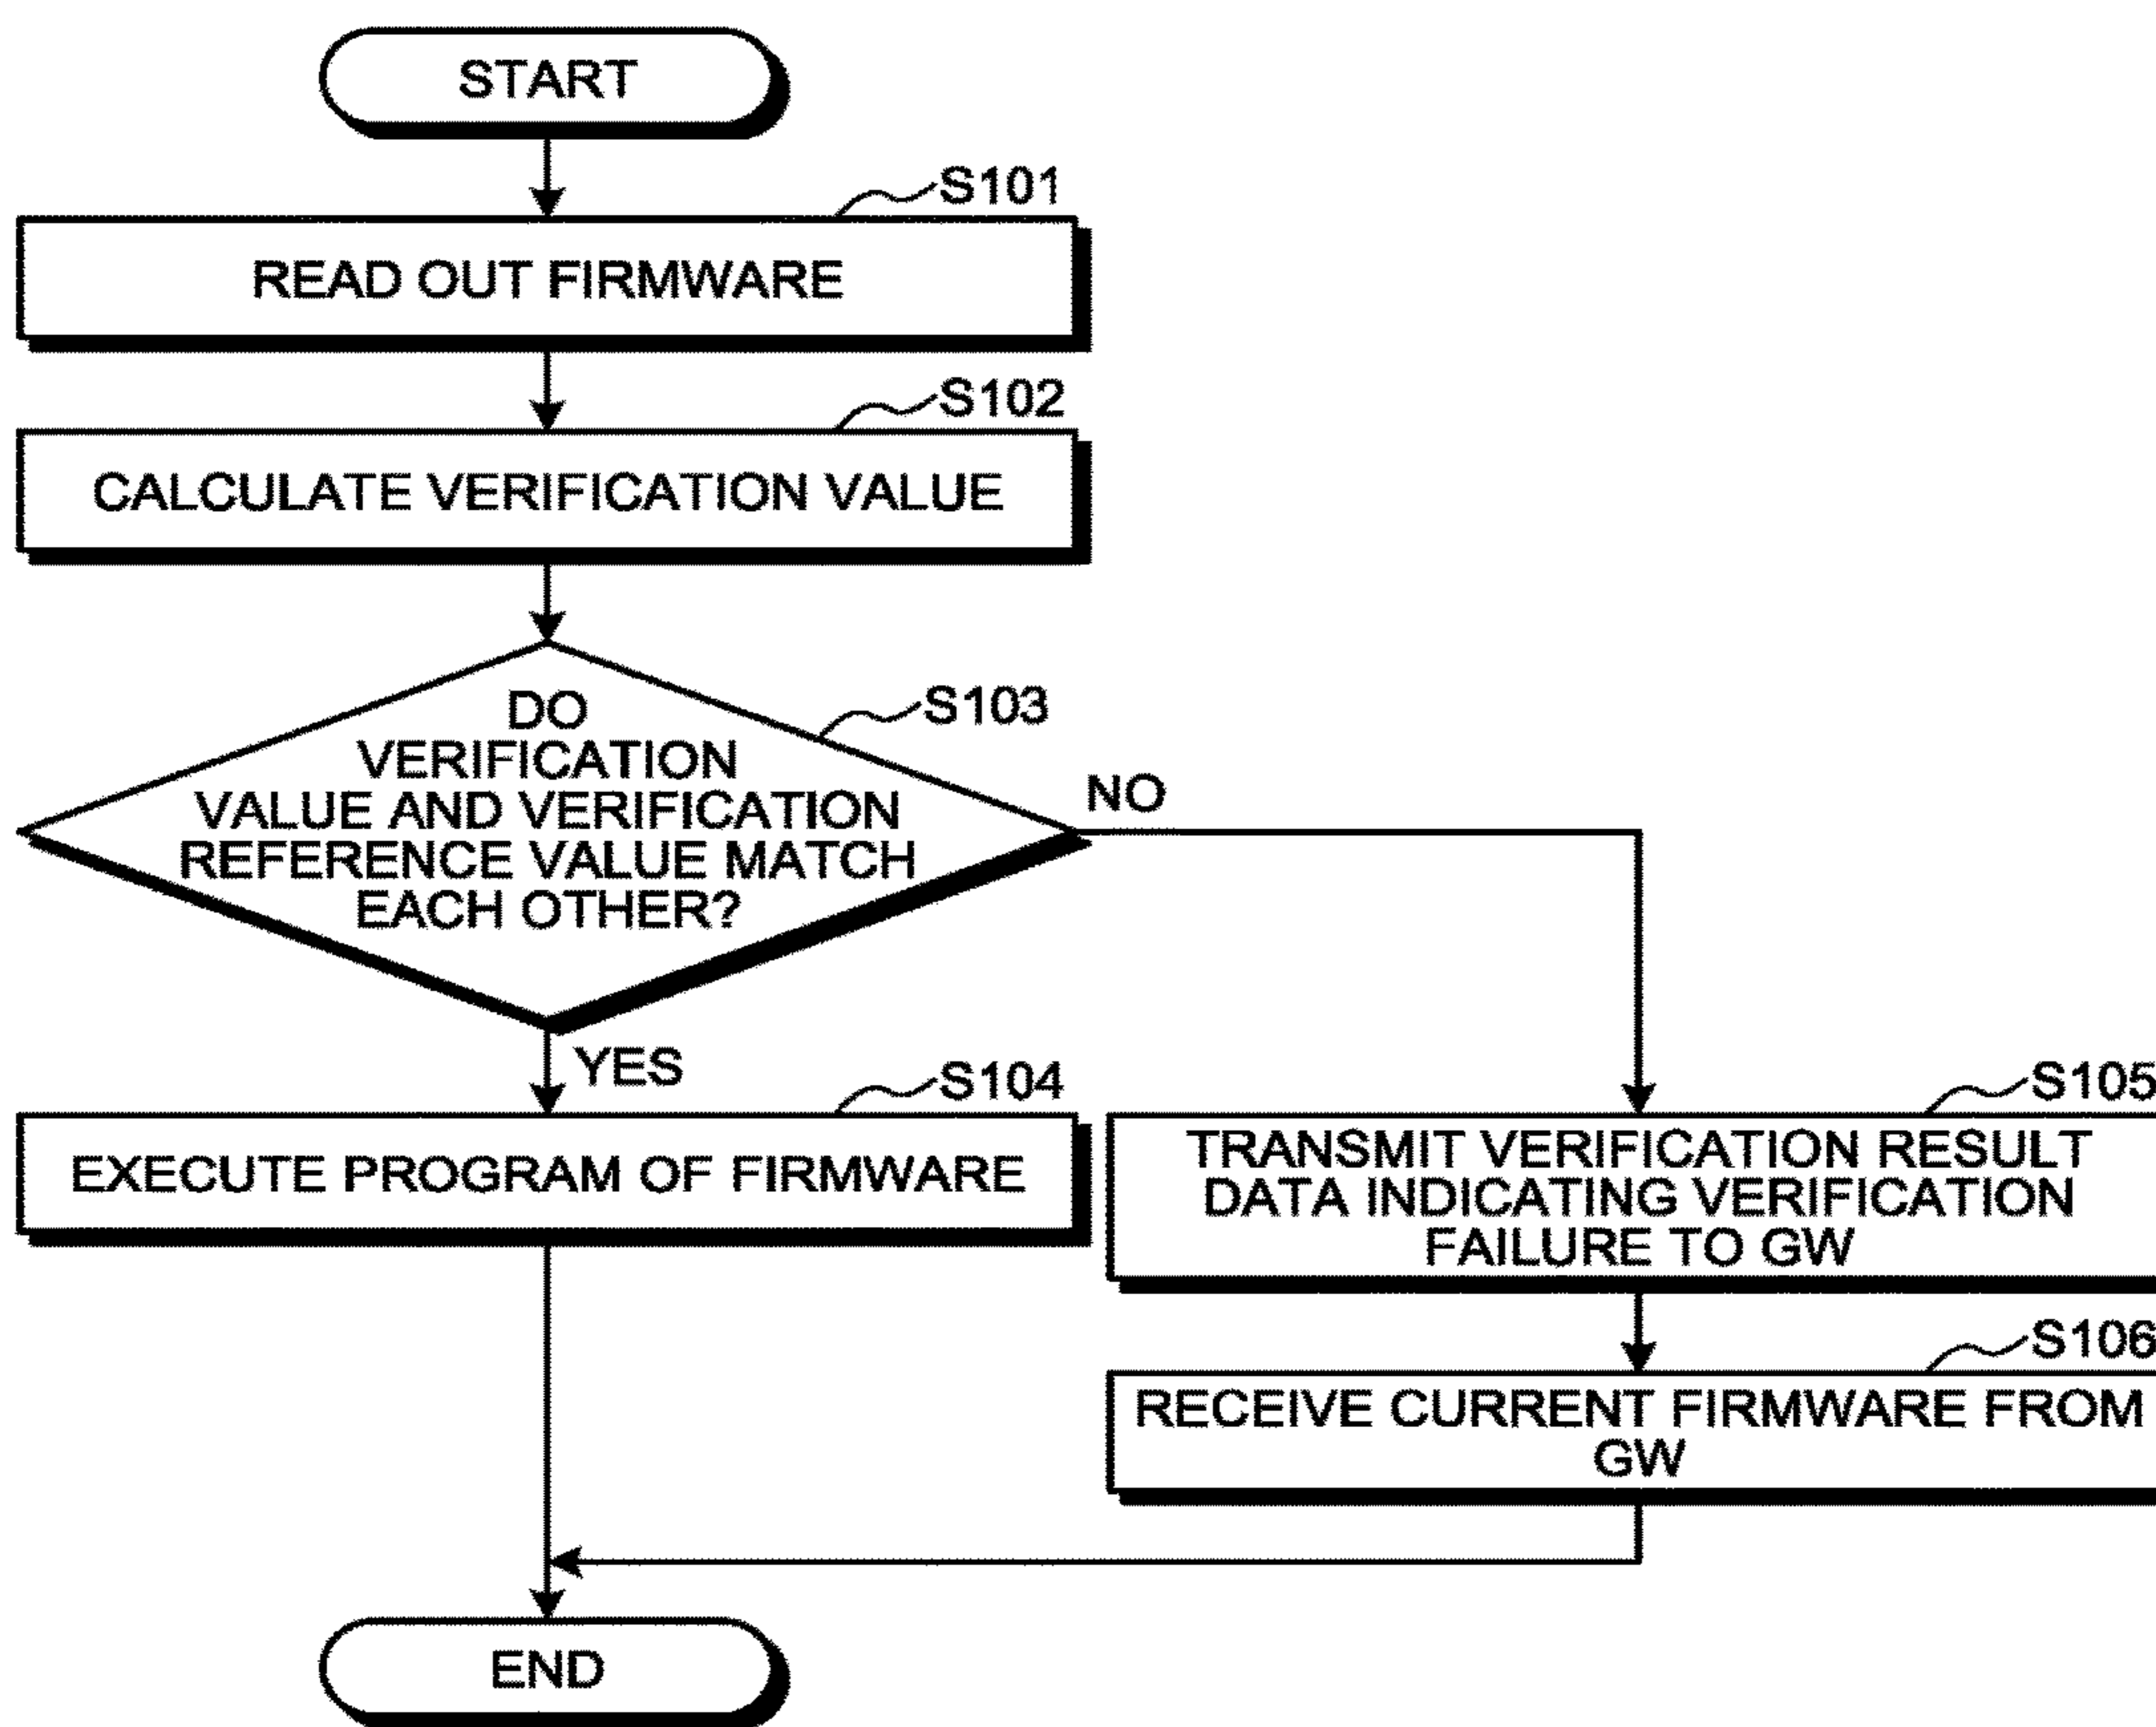 START
S101
READ OUT FIRMWARE
S102
CALCULATE VERIFICATION VALUE
S103
DO
VERIFICATION
VALUE AND VERIFICATION
REFERENCE VALUE MATCH
EACH OTHER?
NO
YES
S104
EXECUTE PROGRAM OF FIRMWARE
S105
TRANSMIT VERIFICATION RESULT
DATA INDICATING VERIFICATION
FAILURE TO GW
S106
RECEIVE CURRENT FIRMWARE FROM
GW
END